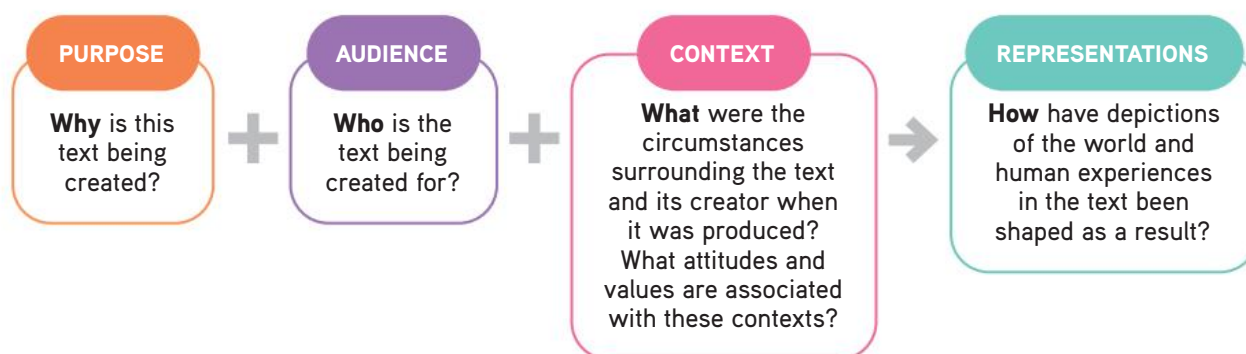 PURPOSE
Why is this
text being
created?
AUDIENCE
Who is the
text being
created for?
CONTEXT
What were the
circumstances
surrounding the text
and its creator when
it was produced?
What attitudes and
values are associated
with these contexts?
REPRESENTATIONS
How have depictions
of the world and
human experiences
in the text been
shaped as a result?